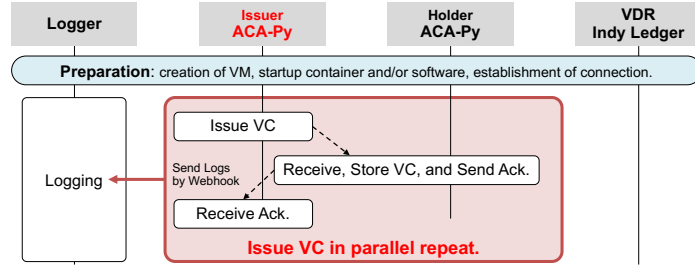 Logger
Issuer
ACA-Py
Holder
ACA-Py
VDR
Indy Ledger
Preparation: creation of VM, startup container and/or software, establishment of connection.
Issue VC
Send Logs
by Webhook
Receive, Store VC, and Send Ack.
Logging
Receive Ack.
Issue VC in parallel repeat.